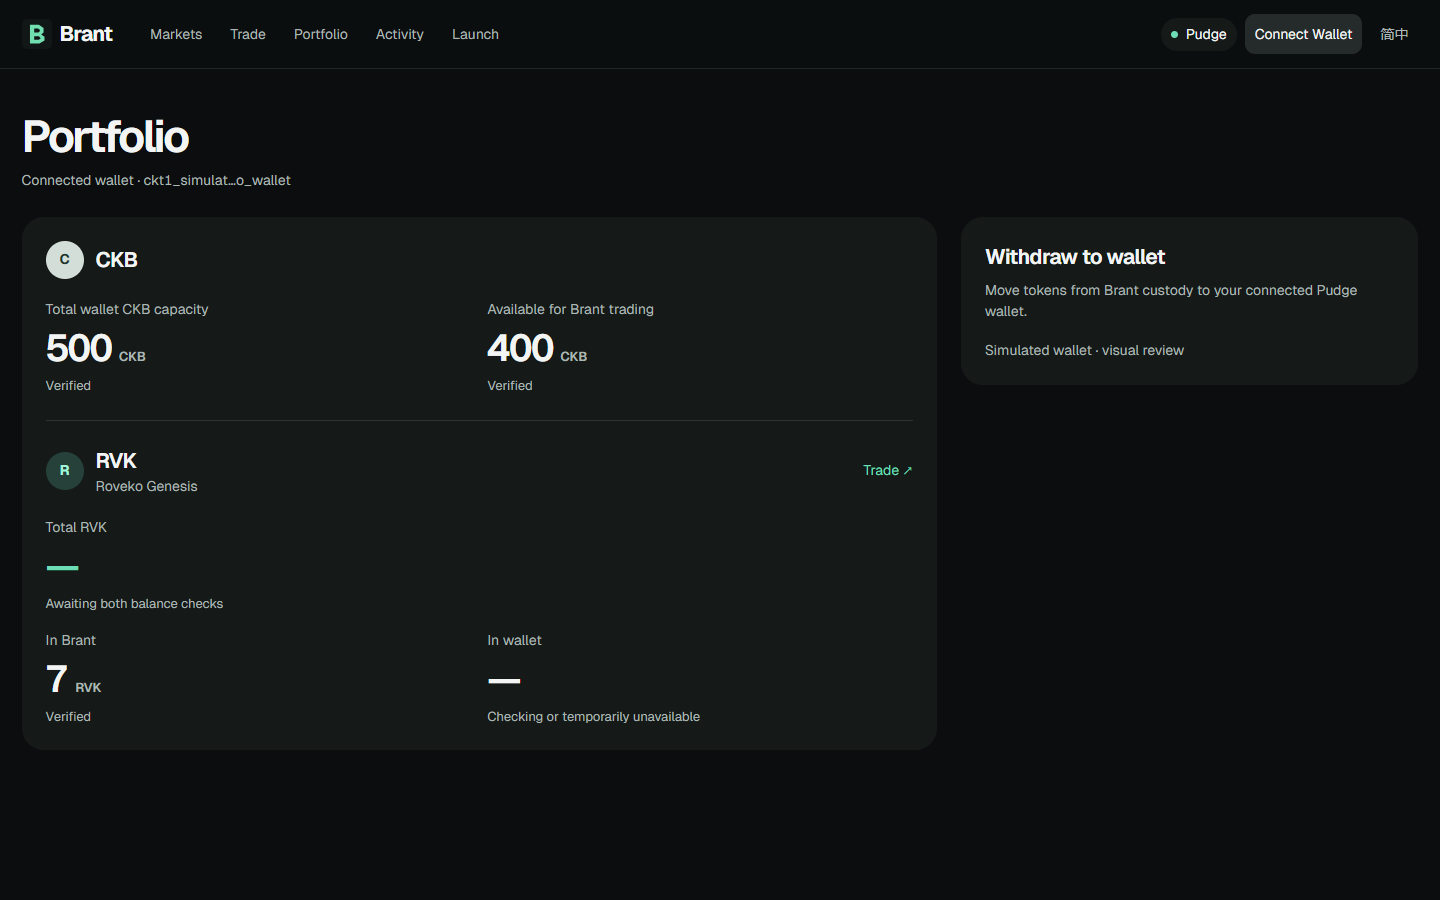 B Brant
Markets Trade Portfolio Activity Launch
Pudge Connect Wallet 简中
Portfolio
Connected wallet · ckt1_simulat...o_wallet
C CKB
Total wallet CKB capacity
500 CKB
Verified
Available for Brant trading
400 CKB
Verified
R RVK
Roveko Genesis
Trade ↗
Total RVK
—
Awaiting both balance checks
In Brant
7 RVK
Verified
In wallet
—
Checking or temporarily unavailable
Withdraw to wallet
Move tokens from Brant custody to your connected Pudge
wallet.
Simulated wallet · visual review